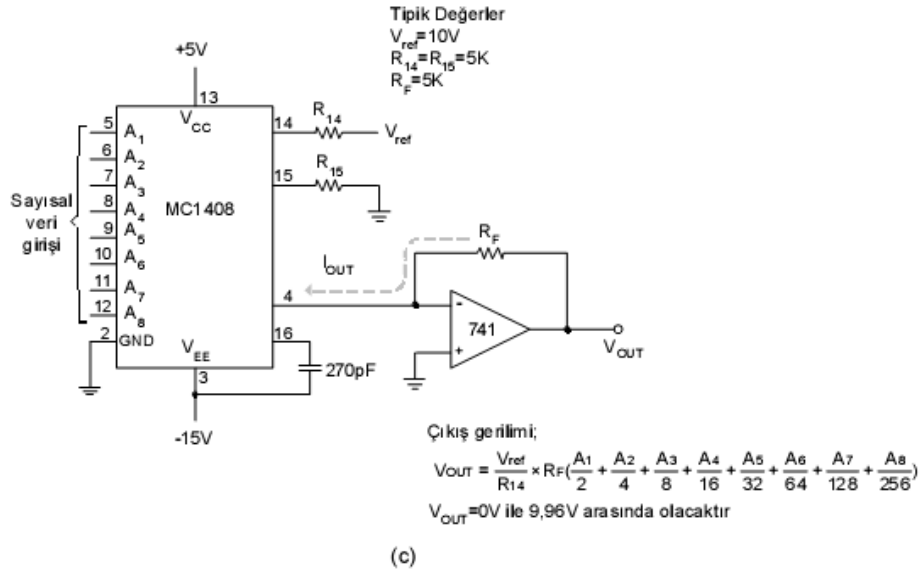 Tipik Değerler
Vref=10V
R14=R15=5K
RF=5K
+5V
13
VCC
5 A1
6 A2
7 A3
8 A4
9 A5
10 A6
11 A7
12 A8
2 GND
Sayısal
veri
girişi
MC1408
14 R14 Vref
15 R15
RF
IOUT
4
16
270pF
VEE
3
-15V
-
741
+
VOUT
Çıkış gerilimi;
VOUT = Vref/R14 × RF(A1/2 + A2/4 + A3/8 + A4/16 + A5/32 + A6/64 + A7/128 + A8/256)
VOUT=0V ile 9,96V arasında olacaktır
(c)